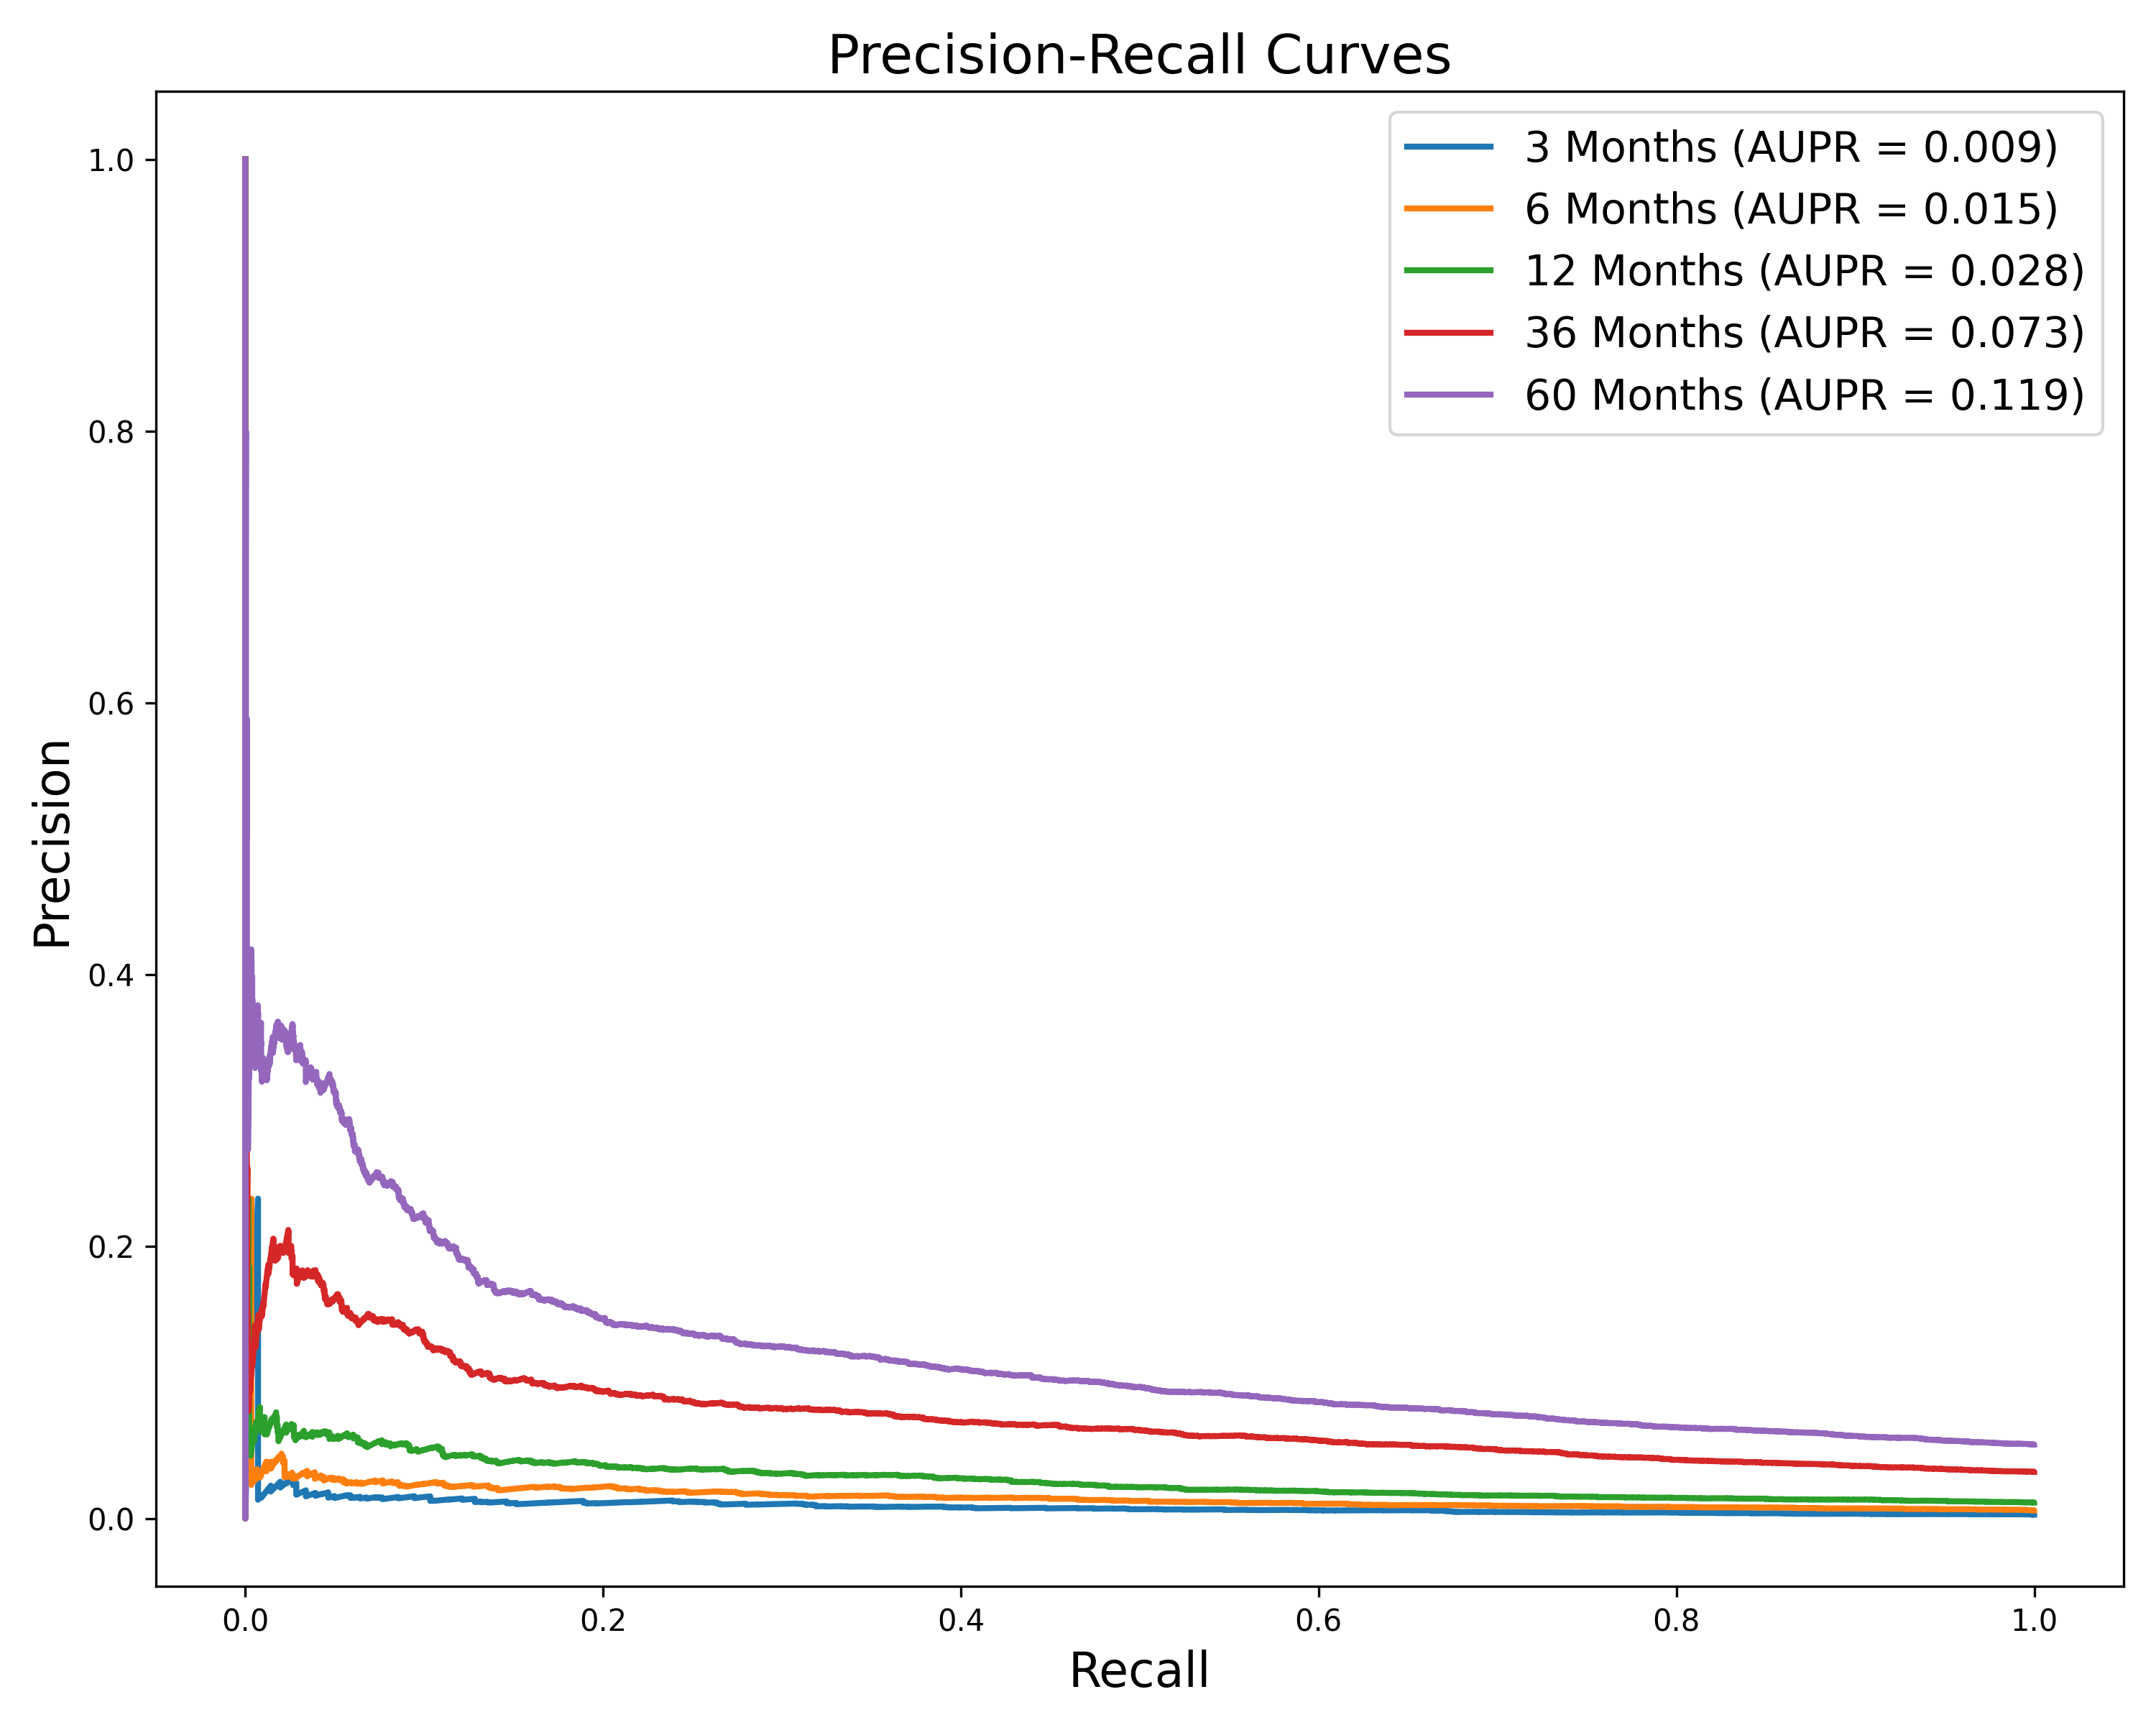 Precision-Recall Curves
3 Months (AUPR = 0.009)
6 Months (AUPR = 0.015)
12 Months (AUPR = 0.028)
36 Months (AUPR = 0.073)
60 Months (AUPR = 0.119)
Precision
1.0
0.8
0.6
0.4
0.2
0.0
0.0 0.2 0.4 0.6 0.8 1.0
Recall